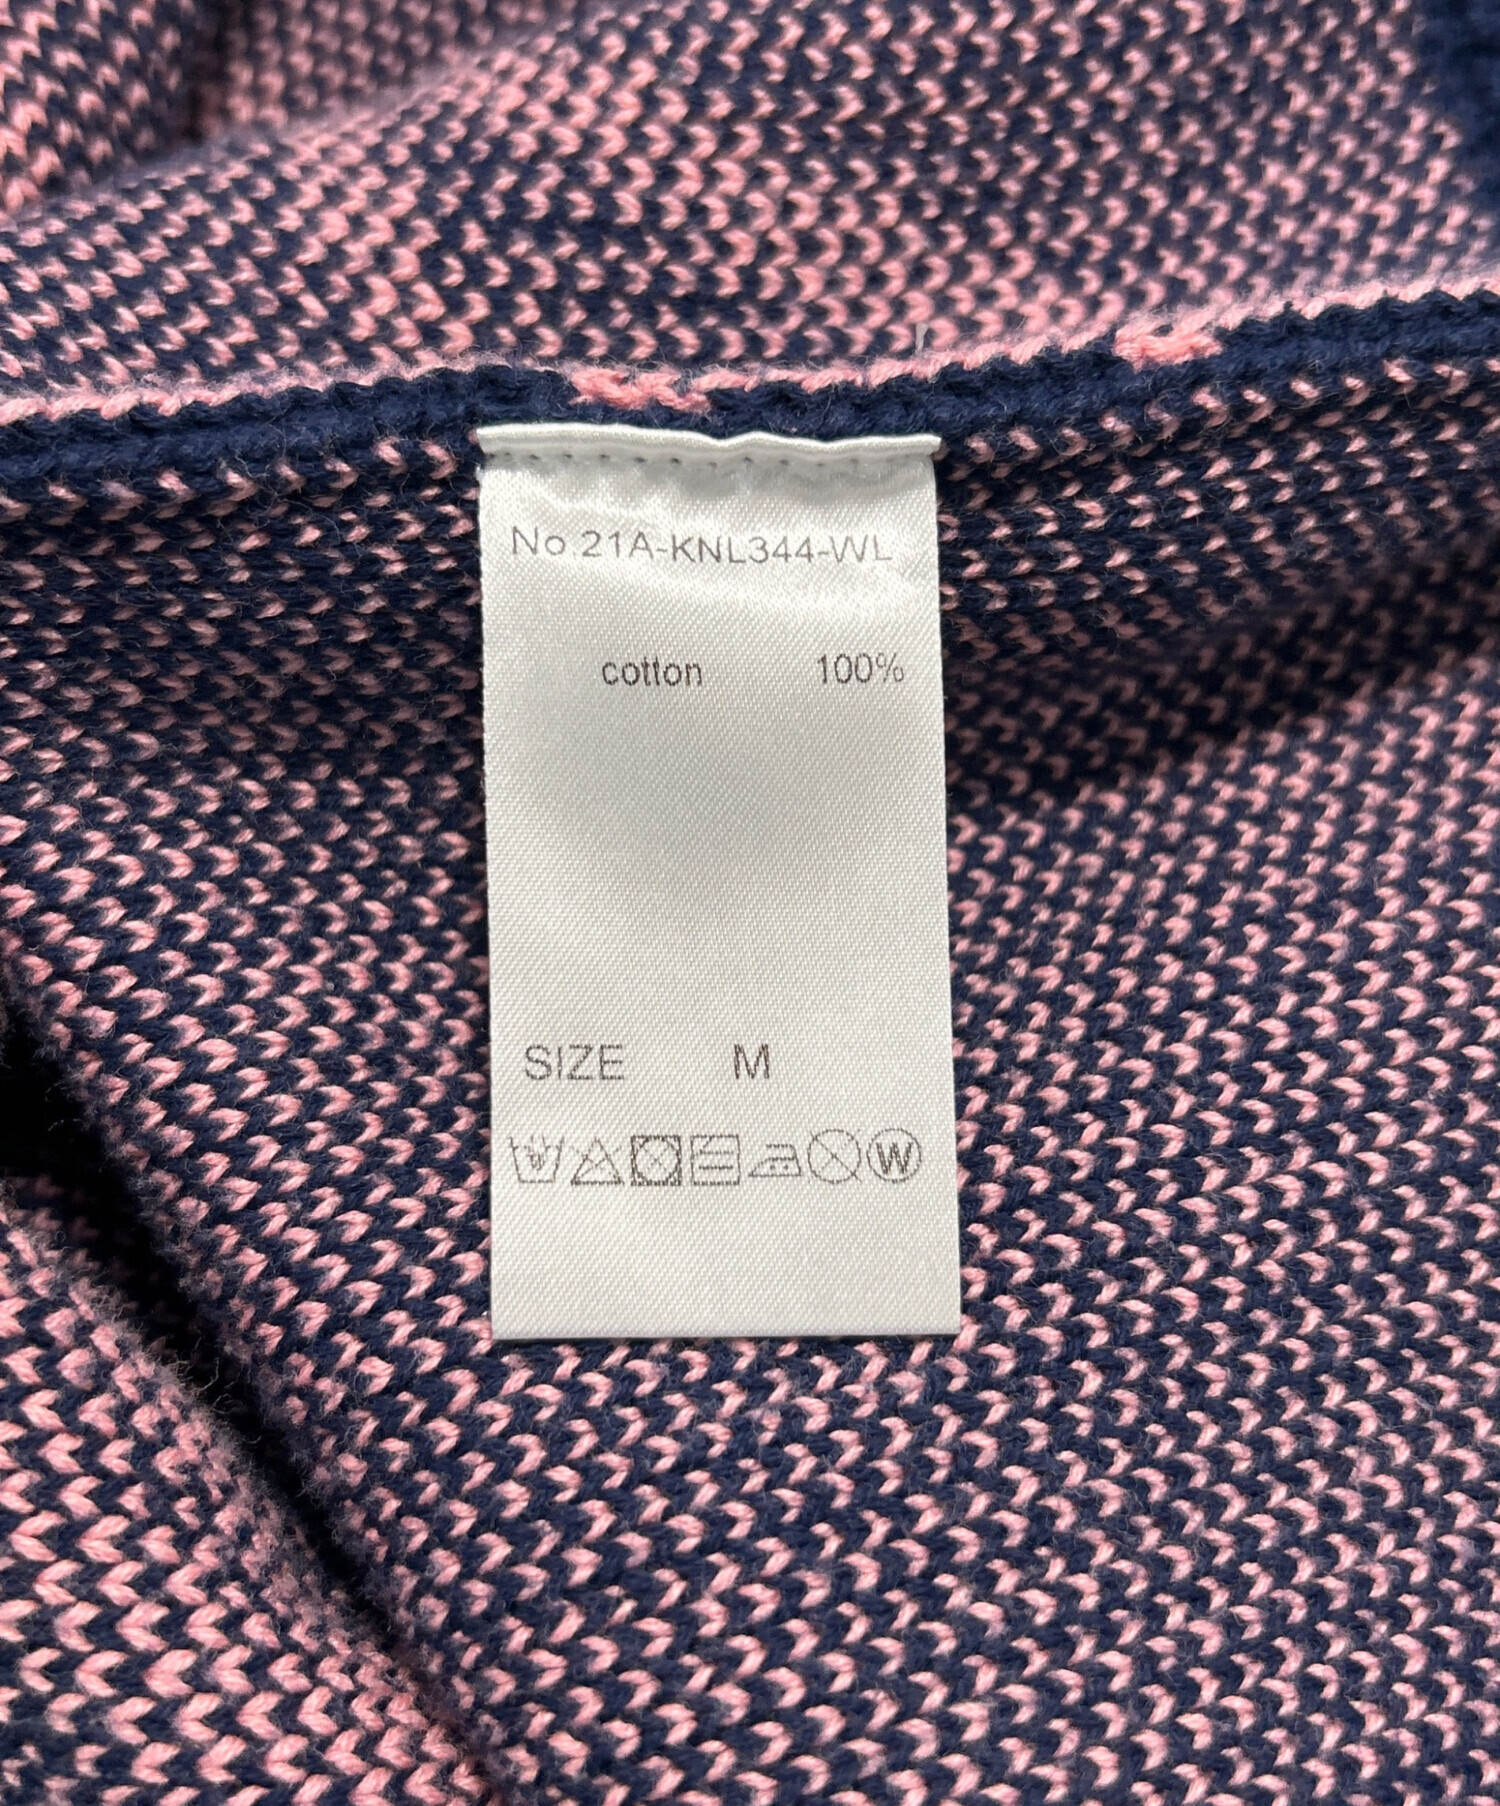 No 21A-KNL344-WL
cotton 100%
SIZE M
W